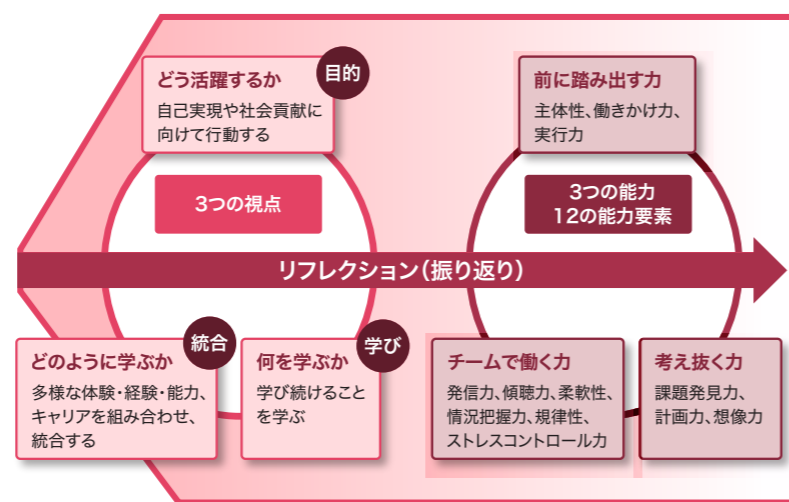 どう活躍するか
目的
自己実現や社会貢献に
向けて行動する
3つの視点
前に踏み出す力
主体性、働きかけ力、
実行力
3つの能力
12の能力要素
リフレクション（振り返り）
どのように学ぶか
統合
多様な体験・経験・能力、
キャリアを組み合わせ、
統合する
何を学ぶか
学び
学び続けること
を学ぶ
チームで働く力
発信力、傾聴力、柔軟性、
情況把握力、規律性、
ストレスコントロール力
考え抜く力
課題発見力、
計画力、想像力